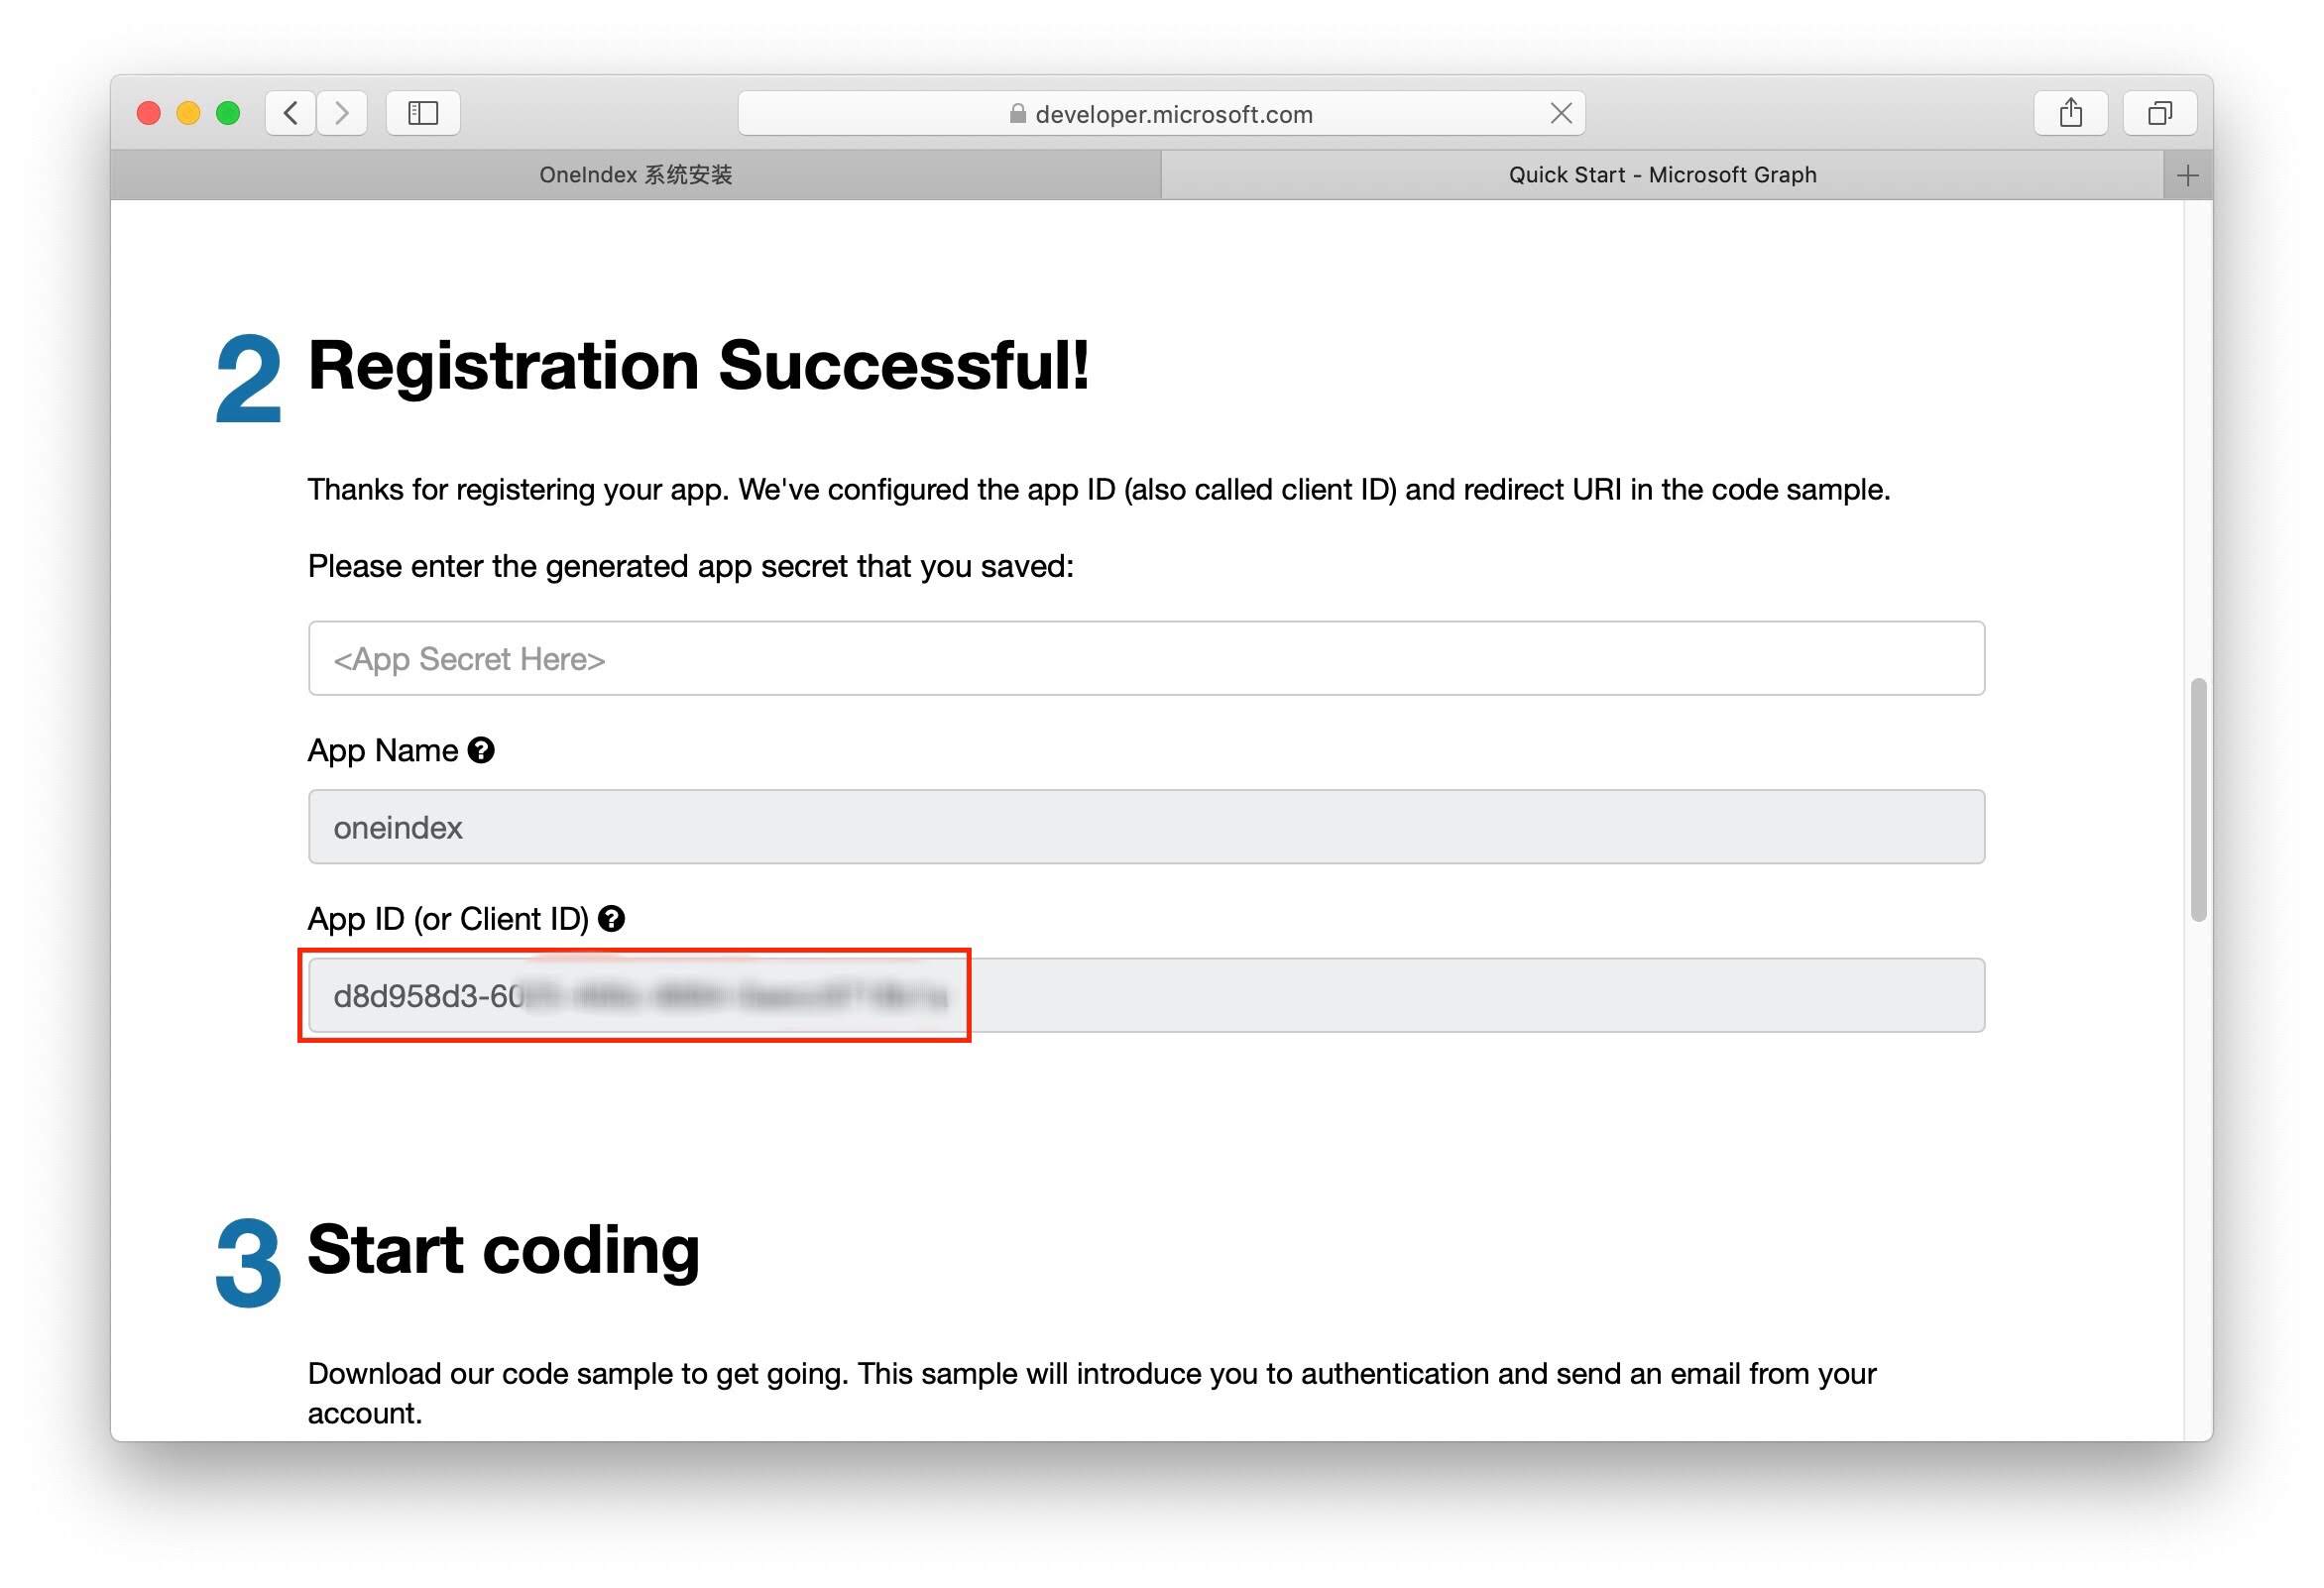 developer.microsoft.com
OneIndex 系统安装
Quick Start - Microsoft Graph
2 Registration Successful!
Thanks for registering your app. We've configured the app ID (also called client ID) and redirect URI in the code sample.
Please enter the generated app secret that you saved:
<App Secret Here>
App Name
oneindex
App ID (or Client ID)
d8d958d3-60
3 Start coding
Download our code sample to get going. This sample will introduce you to authentication and send an email from your
account.